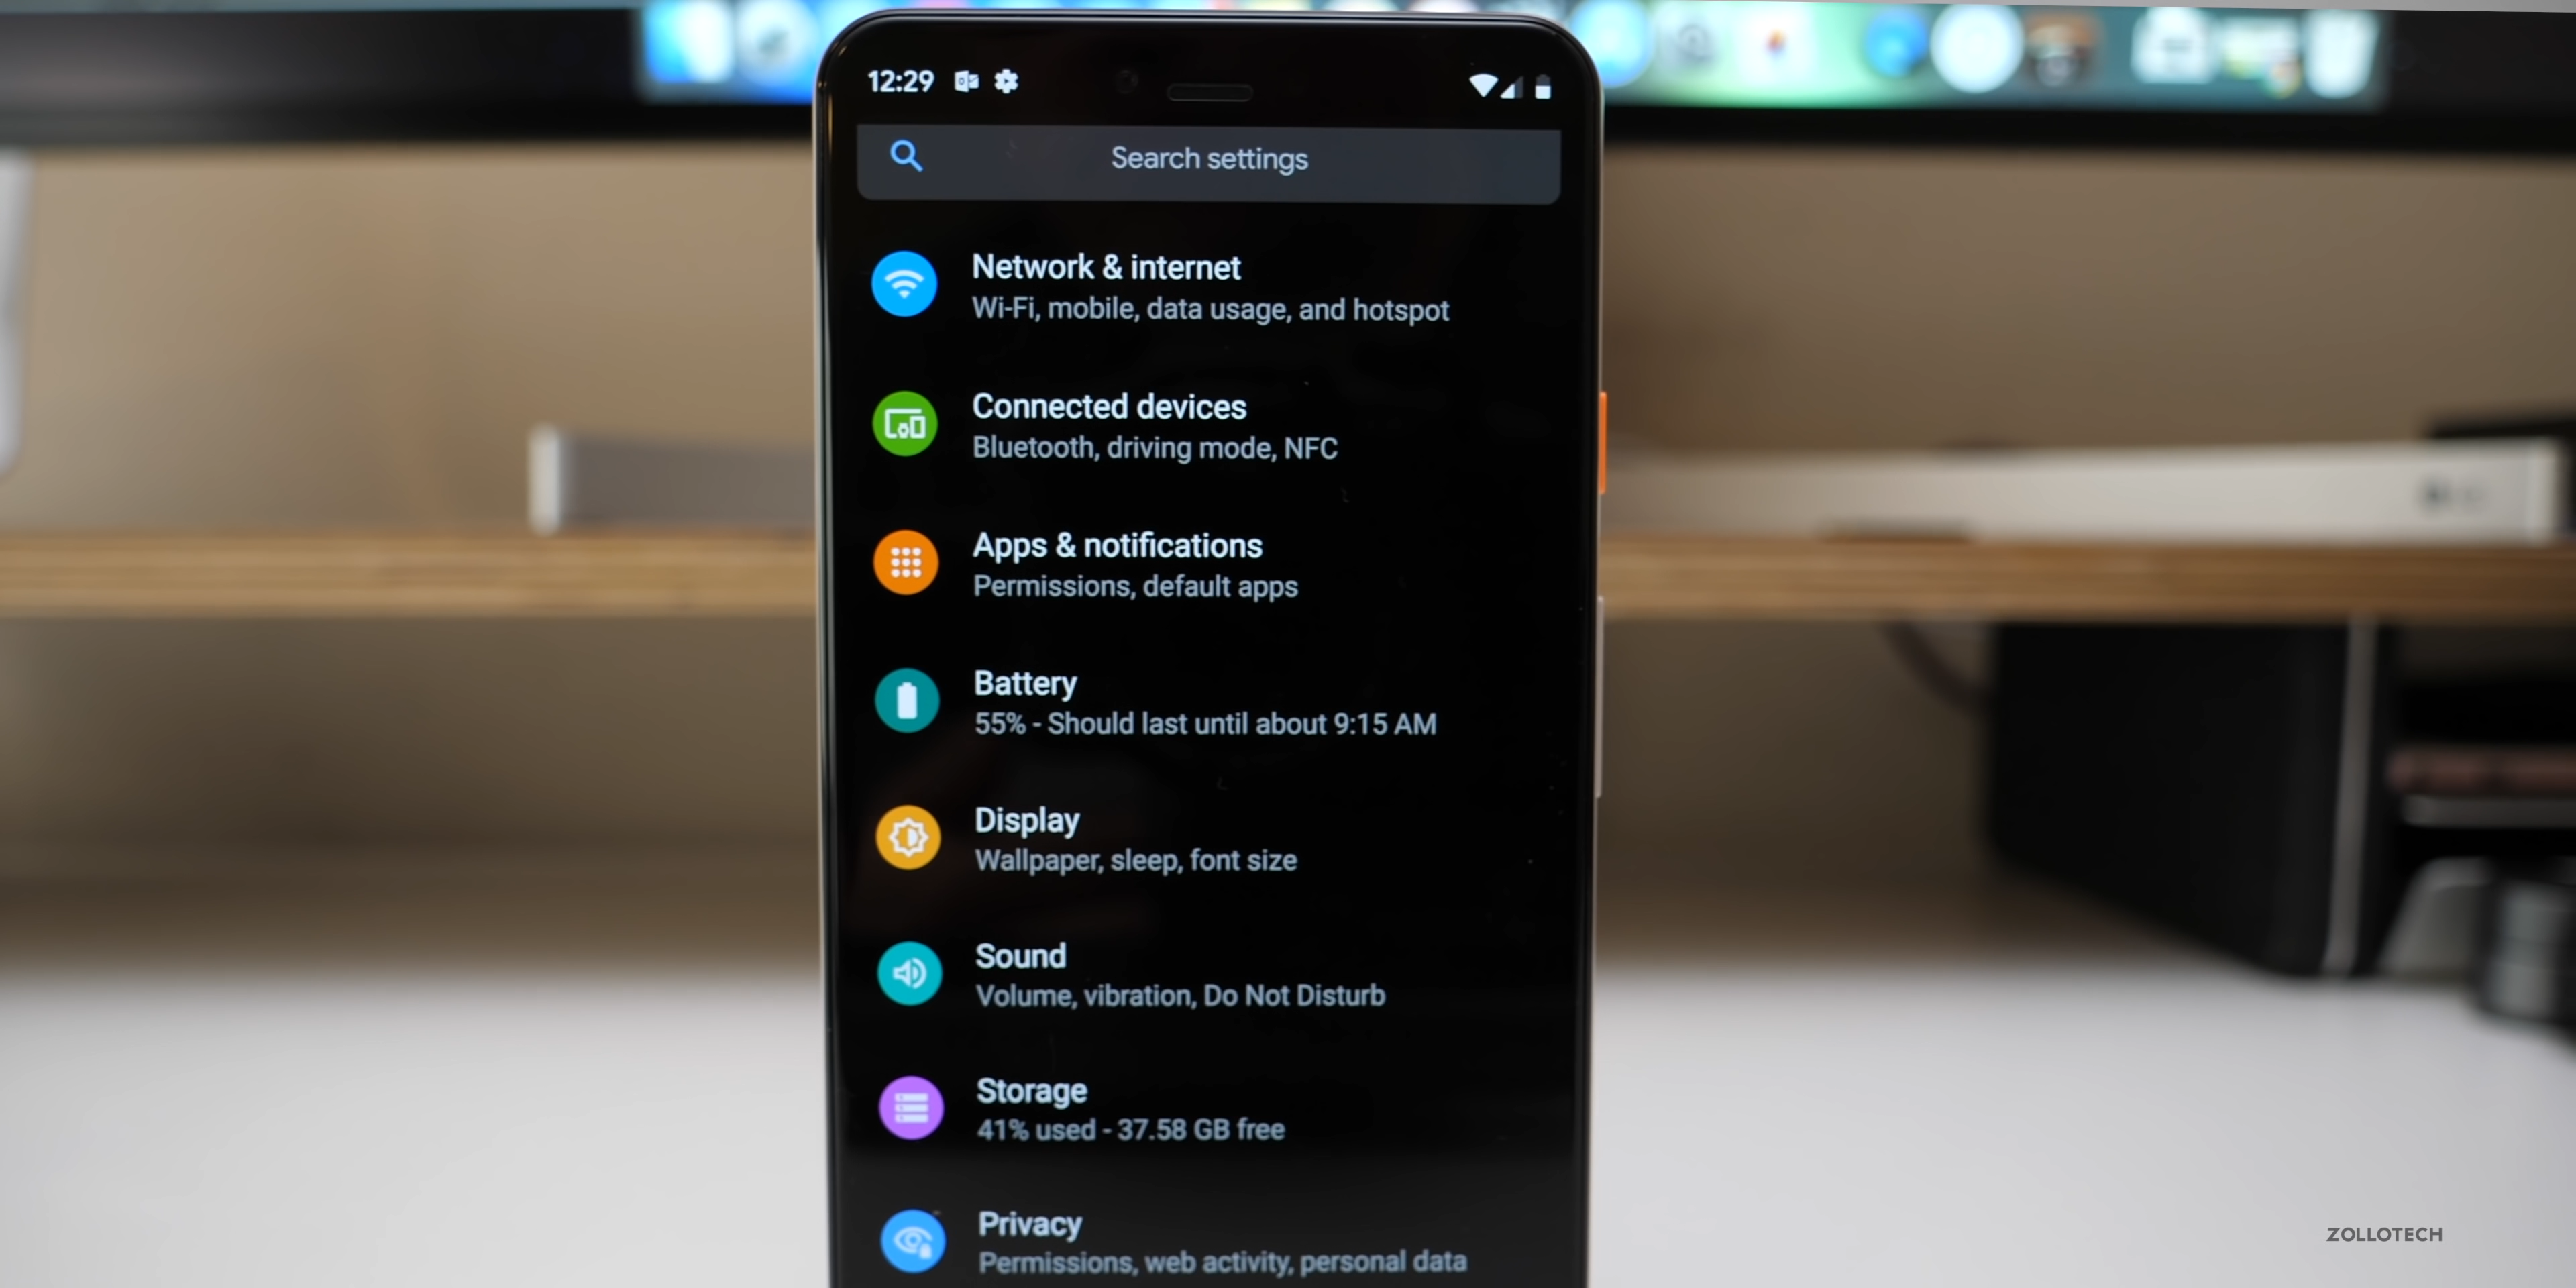 12:29
Search settings
Network & internet
Wi-Fi, mobile, data usage, and hotspot
Connected devices
Bluetooth, driving mode, NFC
Apps & notifications
Permissions, default apps
Battery
55% - Should last until about 9:15 AM
Display
Wallpaper, sleep, font size
Sound
Volume, vibration, Do Not Disturb
Storage
41% used - 37.58 GB free
Privacy
Permissions, web activity, personal data
ZOLLOTECH